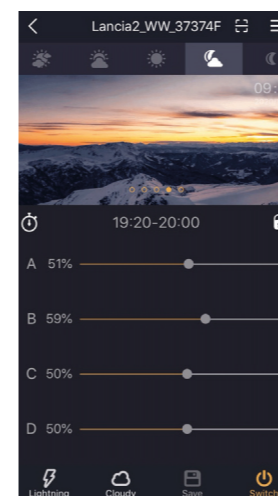 Lancia2_WW_37374F
09:
19:20-20:00
A 51%
B 59%
C 50%
D 50%
Lightning Cloudy Save Switch